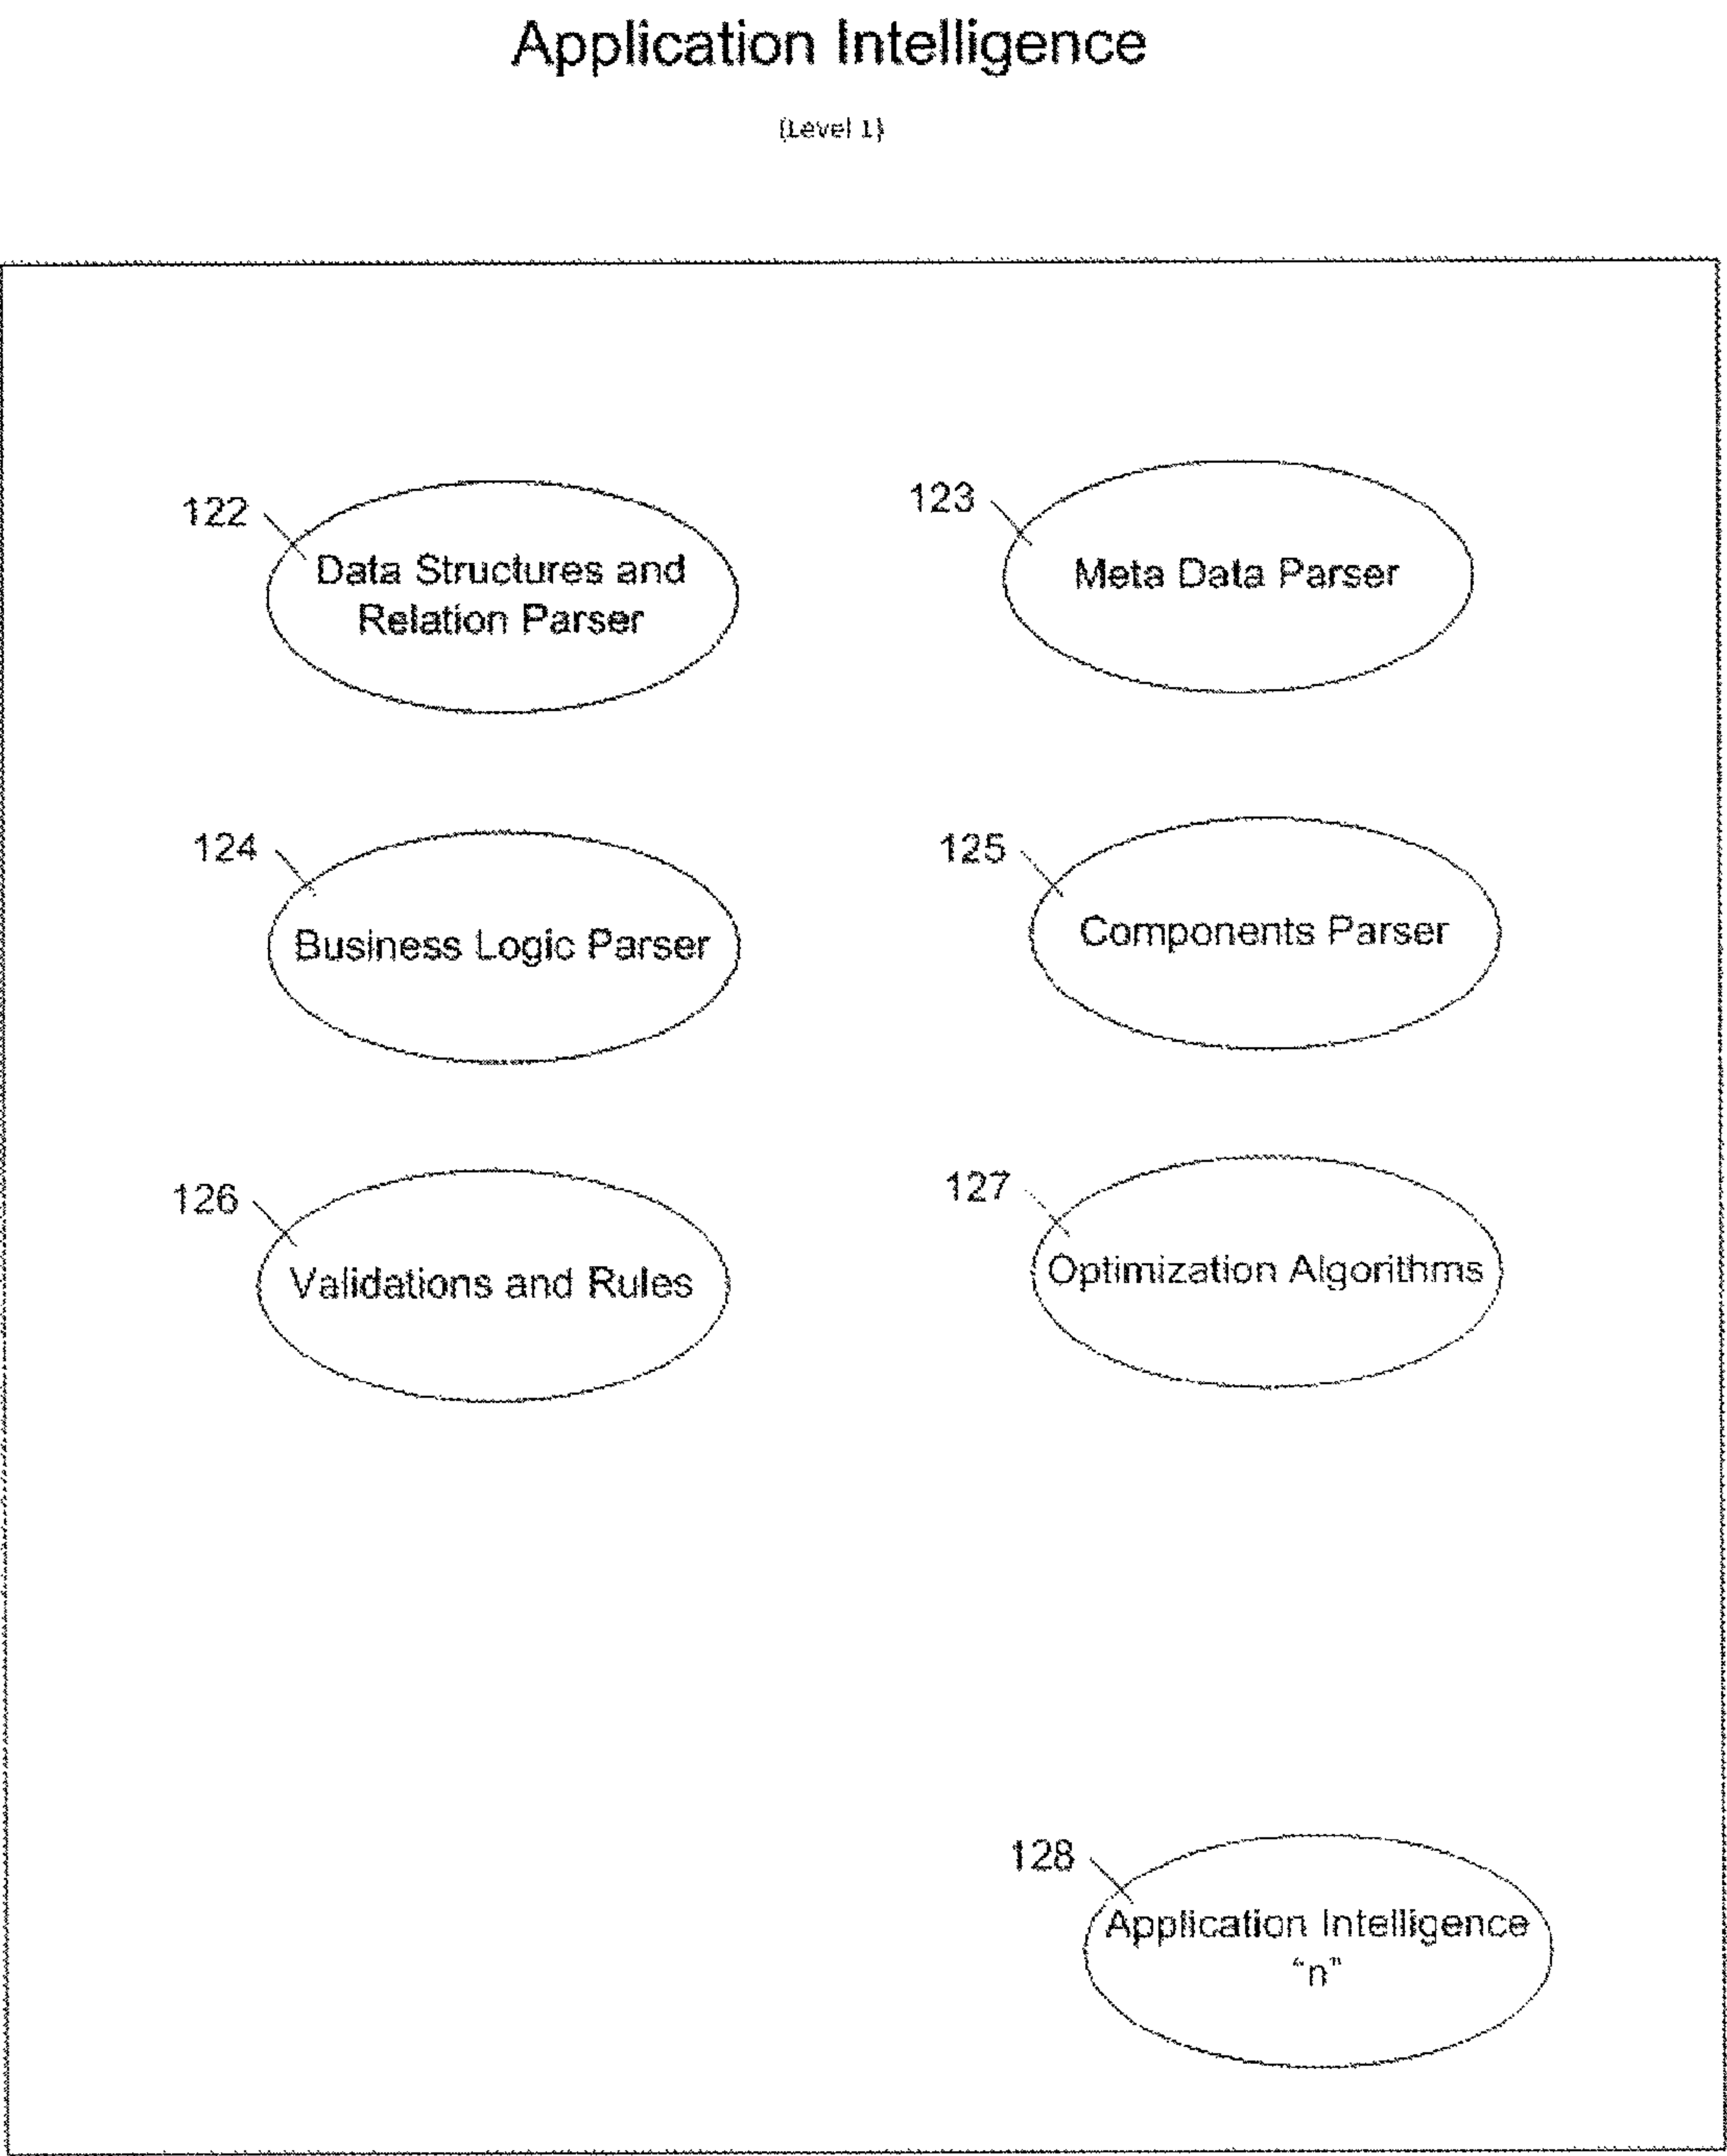 Application Intelligence
(Level 1)
122
Data Structures and
Relation Parser
123
Meta Data Parser
124
Business Logic Parser
125
Components Parser
126
Validations and Rules
127
Optimization Algorithms
128
Application Intelligence
“n”